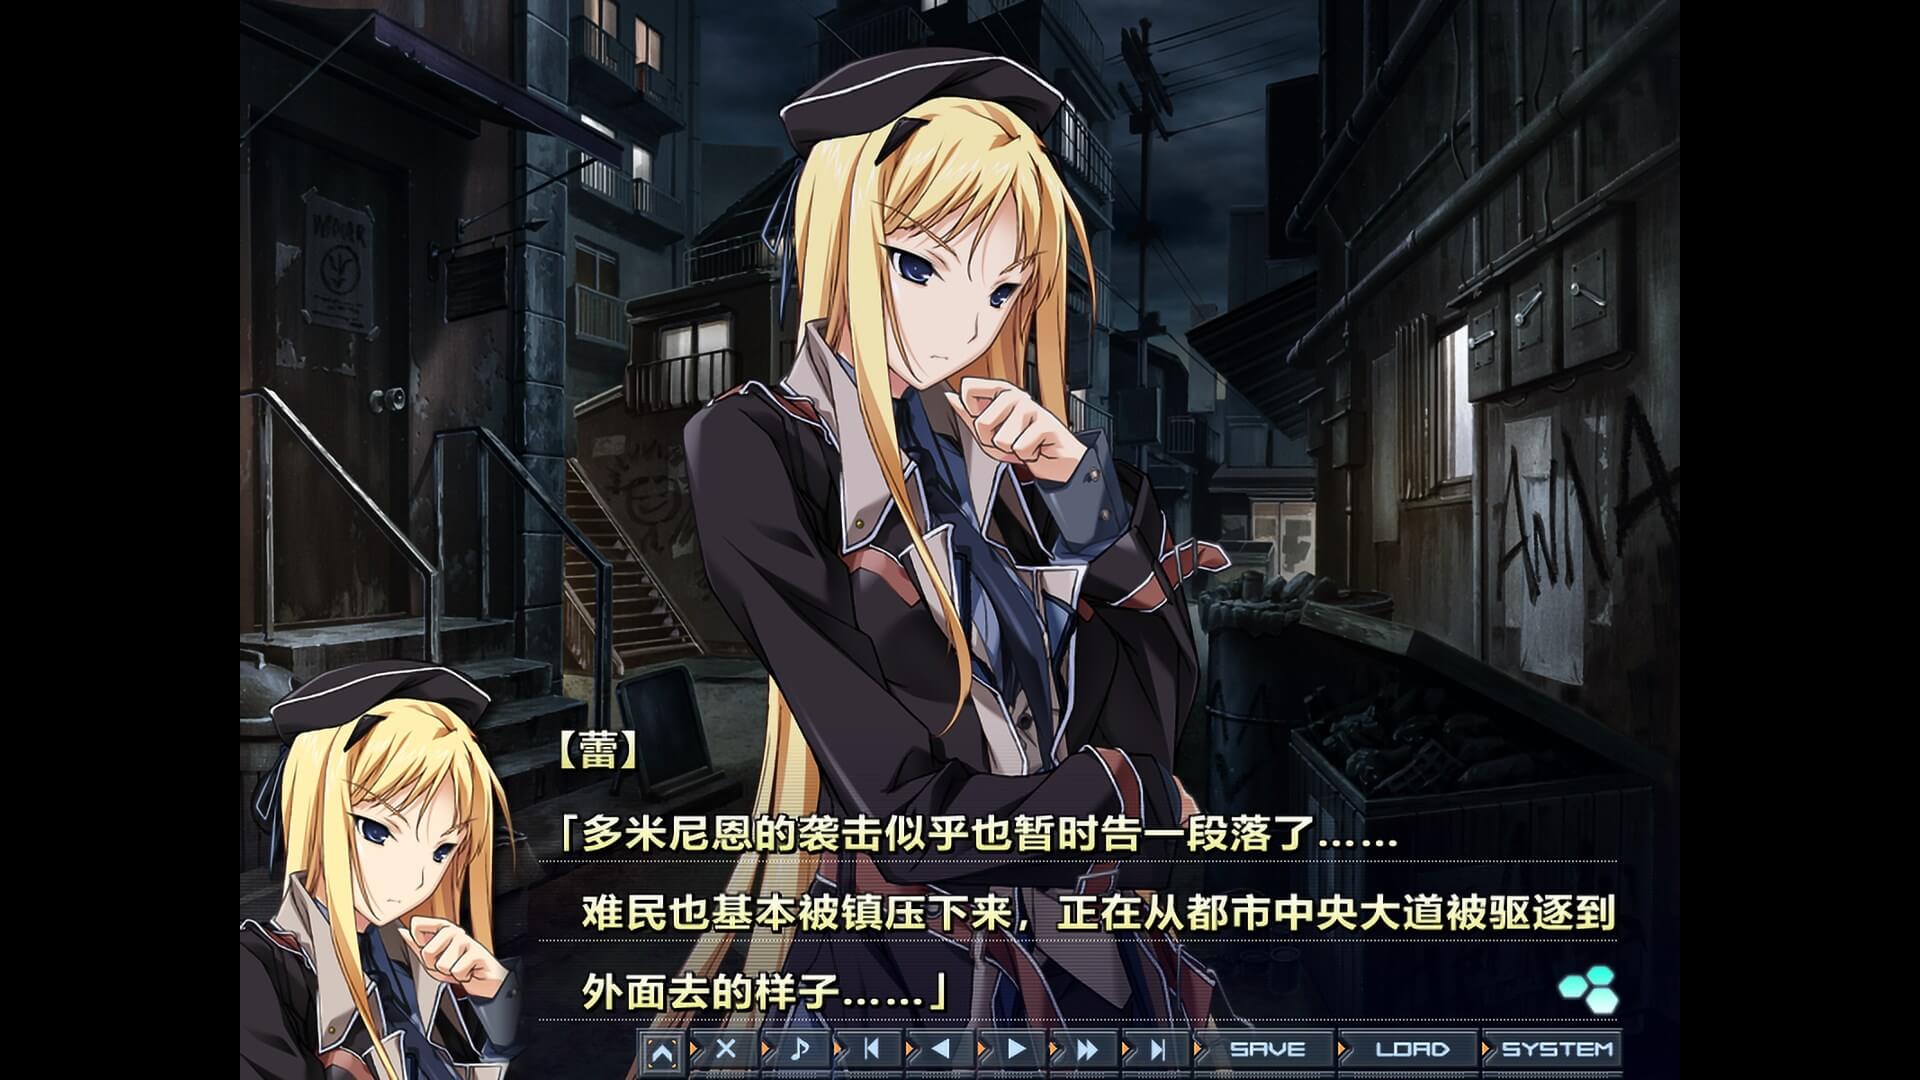 【蕾】
「多米尼恩的袭击似乎也暂时告一段落了……
难民也基本被镇压下来，正在从都市中央大道被驱逐到
外面去的样子……」
SAVE
LOAD
SYSTEM